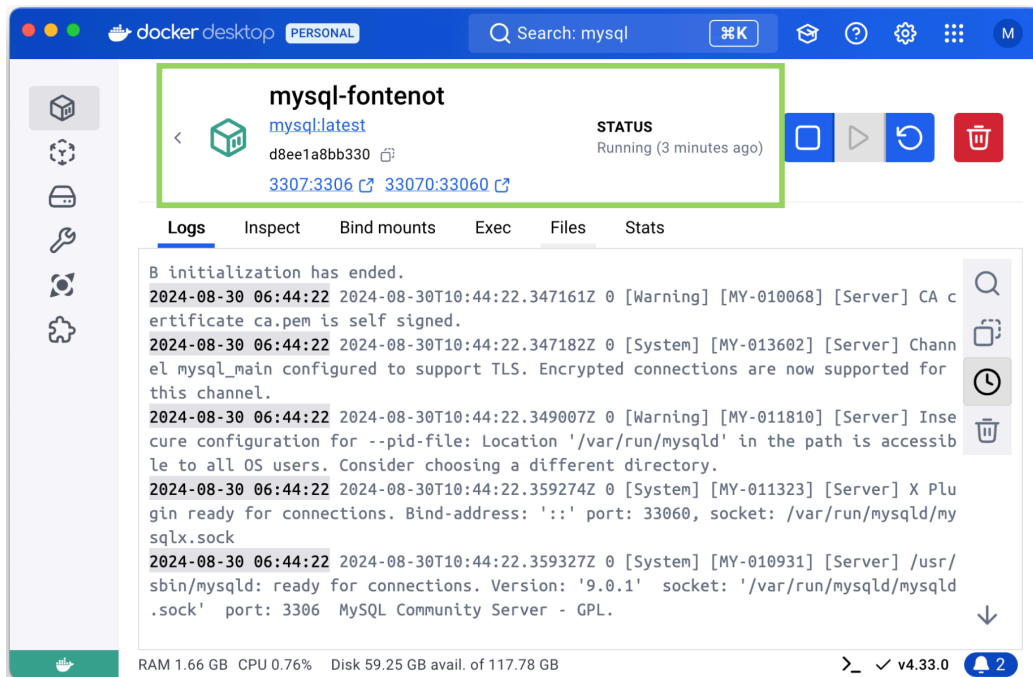 docker desktop PERSONAL Search: mysql ⌘K M
mysql-fontenot
mysql:latest
d8ee1a8bb330
3307:3306 33070:33060
STATUS
Running (3 minutes ago)
Logs Inspect Bind mounts Exec Files Stats
B initialization has ended.
2024-08-30 06:44:22 2024-08-30T10:44:22.347161Z 0 [Warning] [MY-010068] [Server] CA c
ertificate ca.pem is self signed.
2024-08-30 06:44:22 2024-08-30T10:44:22.347182Z 0 [System] [MY-013602] [Server] Chann
el mysql_main configured to support TLS. Encrypted connections are now supported for
this channel.
2024-08-30 06:44:22 2024-08-30T10:44:22.349007Z 0 [Warning] [MY-011810] [Server] Inse
cure configuration for --pid-file: Location '/var/run/mysqld' in the path is accessib
le to all OS users. Consider choosing a different directory.
2024-08-30 06:44:22 2024-08-30T10:44:22.359274Z 0 [System] [MY-011323] [Server] X Plu
gin ready for connections. Bind-address: '::' port: 33060, socket: /var/run/mysqld/my
sqlx.sock
2024-08-30 06:44:22 2024-08-30T10:44:22.359327Z 0 [System] [MY-010931] [Server] /usr/
sbin/mysqld: ready for connections. Version: '9.0.1'  socket: '/var/run/mysqld/mysqld
.sock'  port: 3306  MySQL Community Server - GPL.
RAM 1.66 GB CPU 0.76% Disk 59.25 GB avail. of 117.78 GB v4.33.0 2